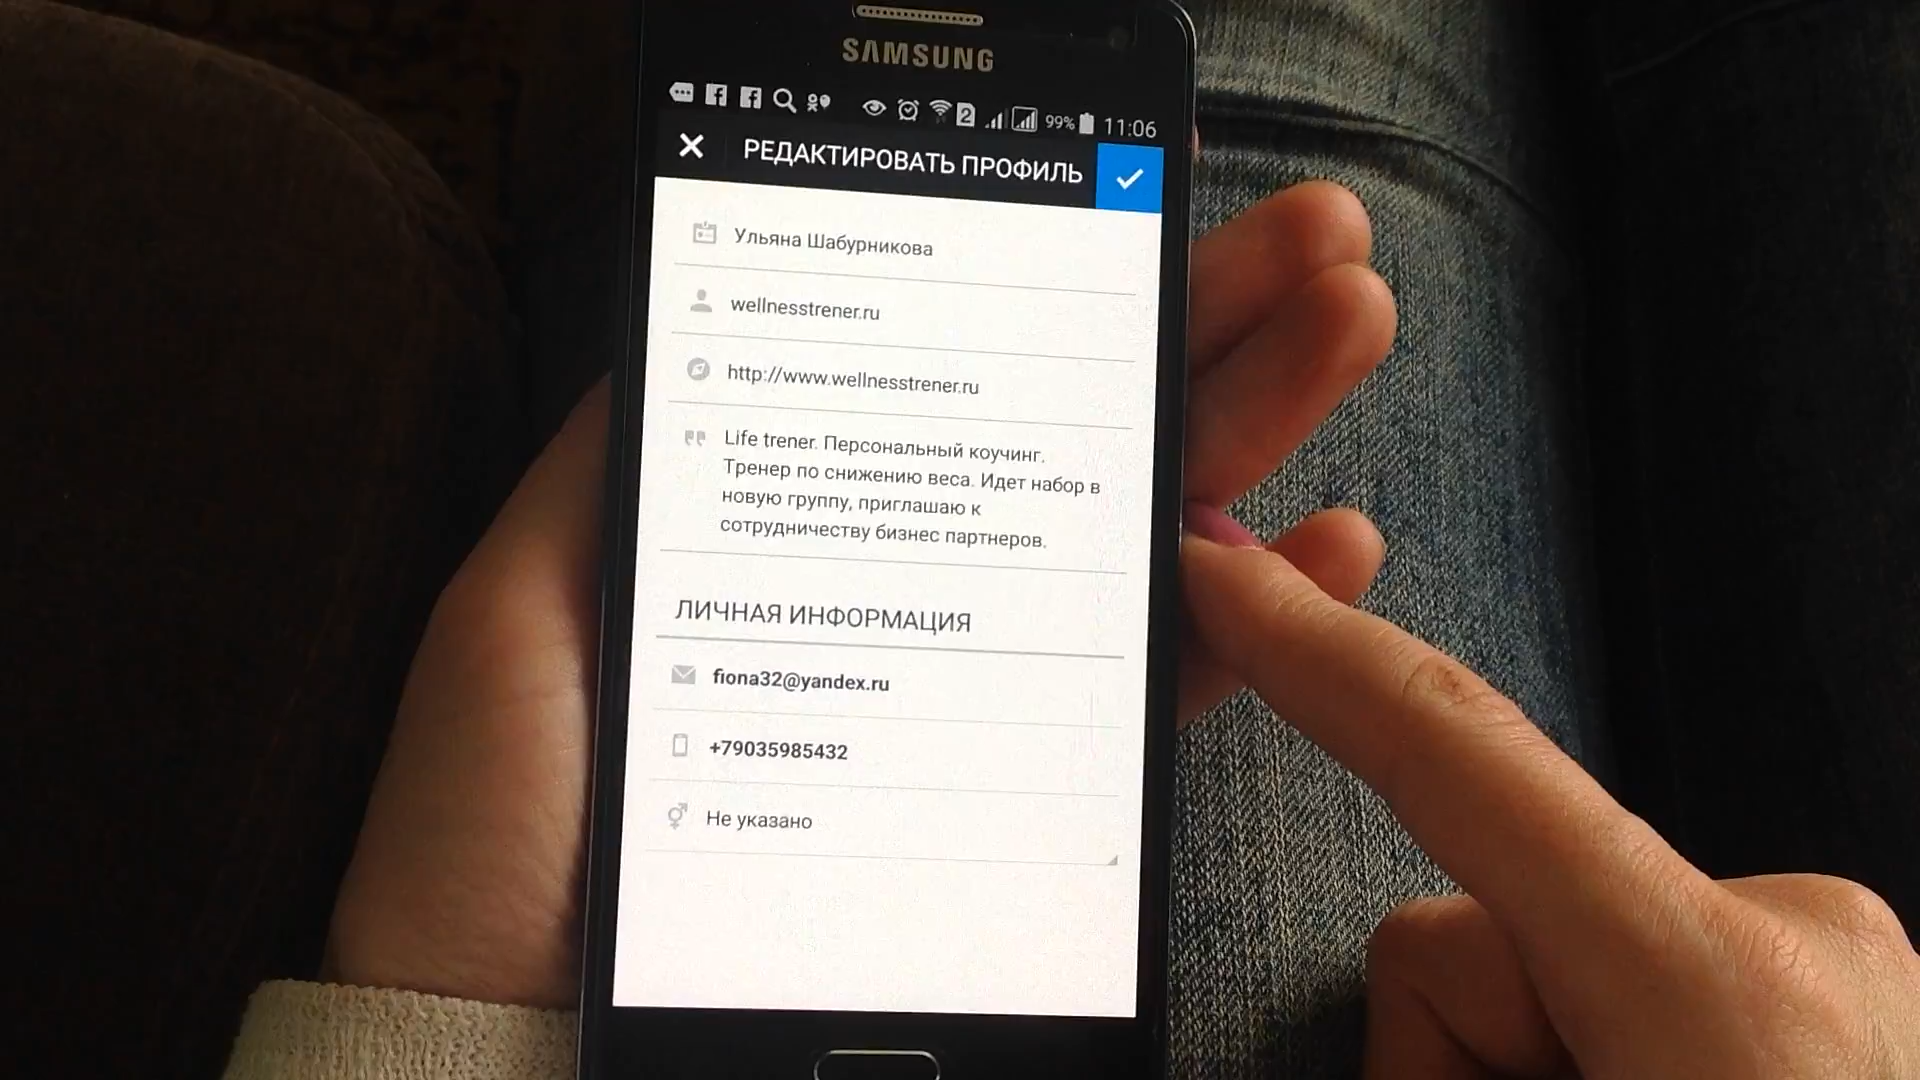 SAMSUNG
2 99% 11:06
РЕДАКТИРОВАТЬ ПРОФИЛЬ
Ульяна Шабурникова
wellnesstrener.ru
http://www.wellnesstrener.ru
Life trener. Персональный коучинг.
Тренер по снижению веса. Идет набор в
новую группу, приглашаю к
сотрудничеству бизнес партнеров.
ЛИЧНАЯ ИНФОРМАЦИЯ
fiona32@yandex.ru
+79035985432
Не указано